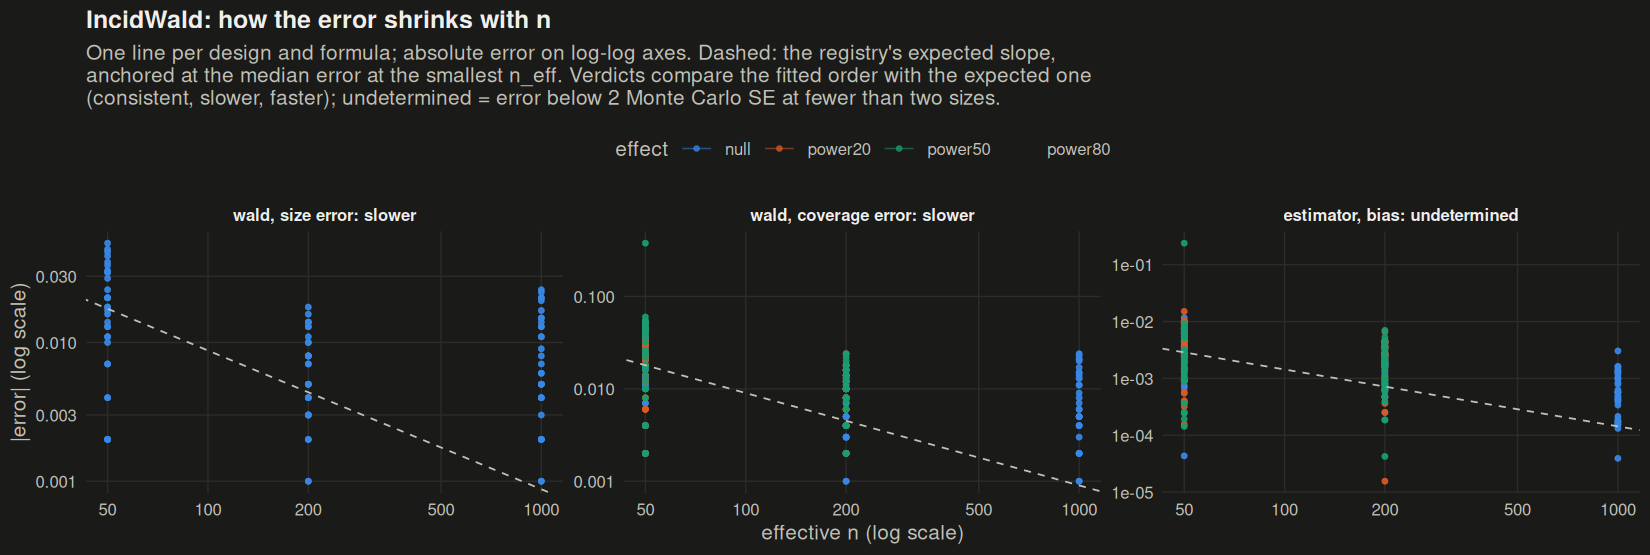 IncidWald: how the error shrinks with n
One line per design and formula; absolute error on log-log axes. Dashed: the registry's expected slope,
anchored at the median error at the smallest n_eff. Verdicts compare the fitted order with the expected one
(consistent, slower, faster); undetermined = error below 2 Monte Carlo SE at fewer than two sizes.
effect null power20 power50 power80
wald, size error: slower
wald, coverage error: slower
estimator, bias: undetermined
|error| (log scale)
0.030
0.010
0.003
0.001
50 100 200 500 1000
0.100
0.010
0.001
50 100 200 500 1000
1e-01
1e-02
1e-03
1e-04
1e-05
50 100 200 500 1000
effective n (log scale)